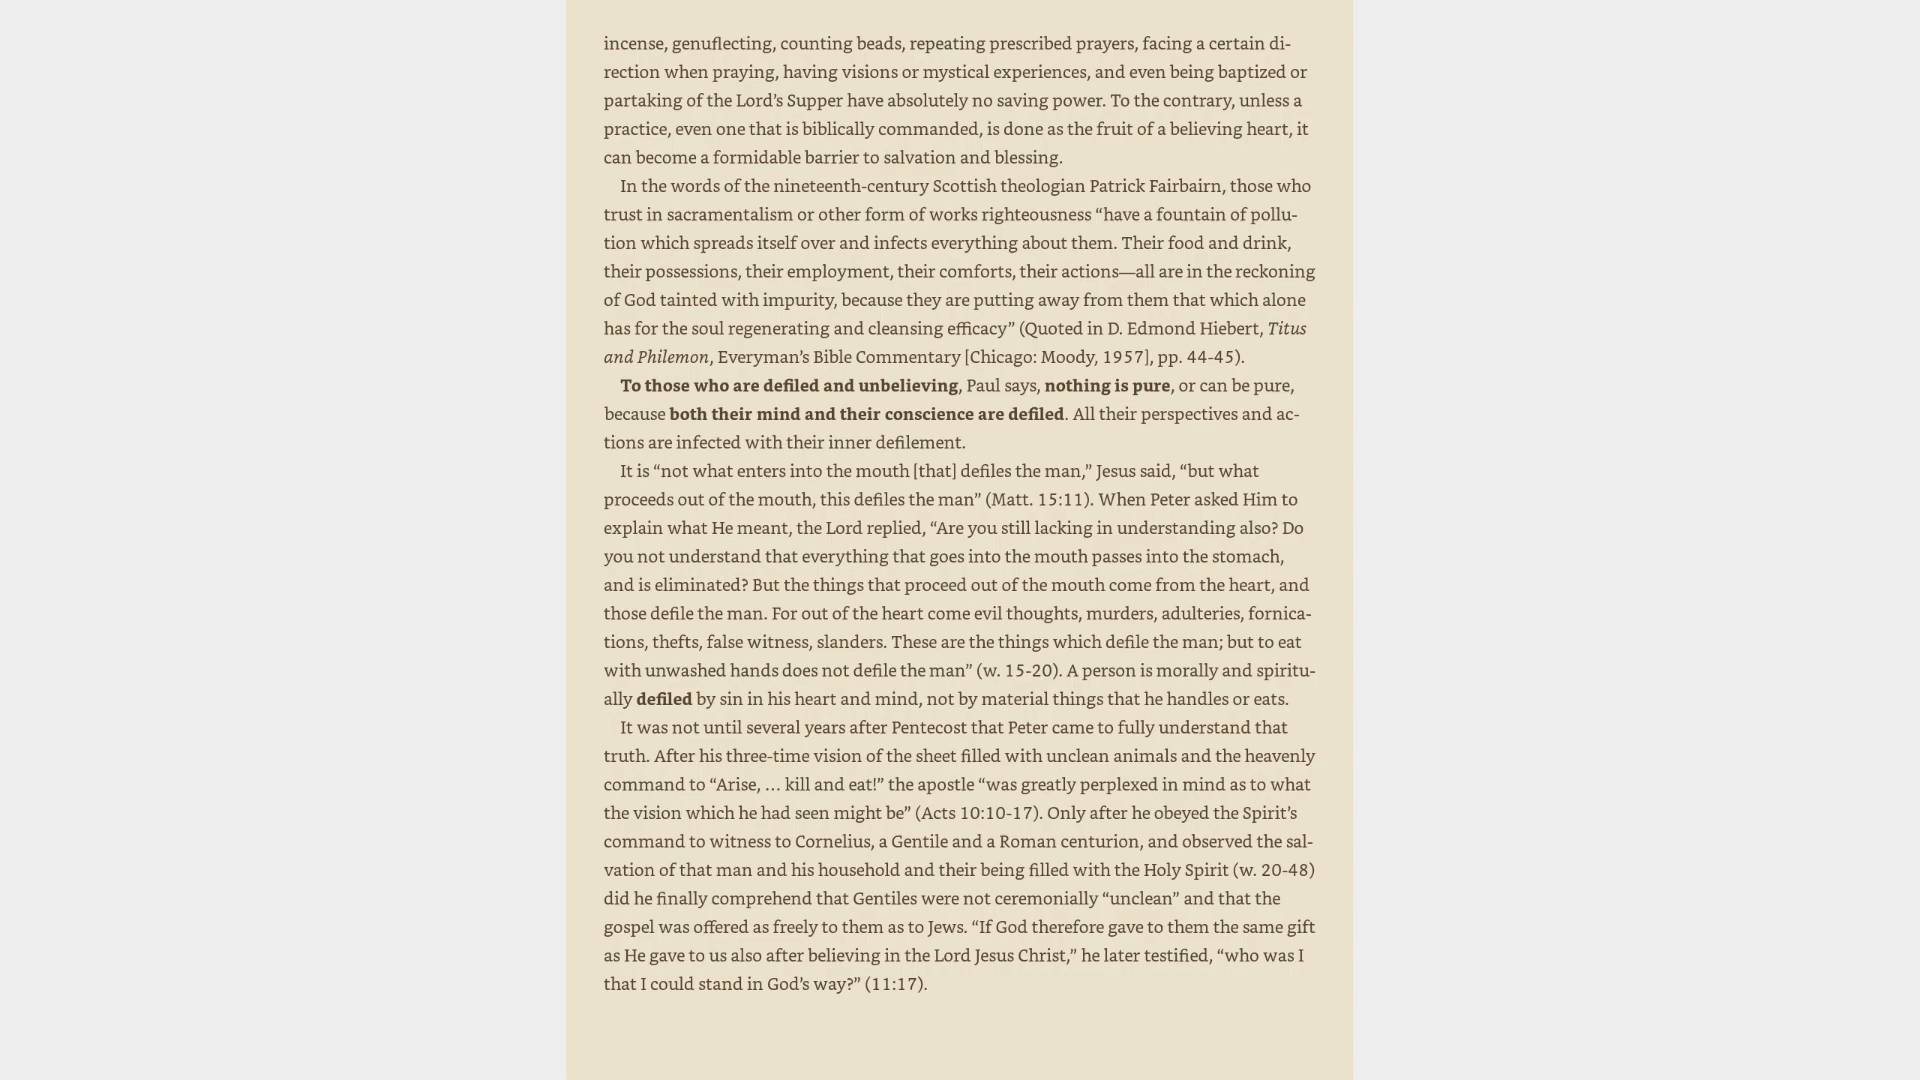 incense, genuflecting, counting beads, repeating prescribed prayers, facing a certain di-
rection when praying, having visions or mystical experiences, and even being baptized or
partaking of the Lord’s Supper have absolutely no saving power. To the contrary, unless a
practice, even one that is biblically commanded, is done as the fruit of a believing heart, it
can become a formidable barrier to salvation and blessing.
In the words of the nineteenth-century Scottish theologian Patrick Fairbairn, those who
trust in sacramentalism or other form of works righteousness “have a fountain of pollu-
tion which spreads itself over and infects everything about them. Their food and drink,
their possessions, their employment, their comforts, their actions—all are in the reckoning
of God tainted with impurity, because they are putting away from them that which alone
has for the soul regenerating and cleansing efficacy” (Quoted in D. Edmond Hiebert, Titus
and Philemon, Everyman’s Bible Commentary [Chicago: Moody, 1957], pp. 44-45).
To those who are defiled and unbelieving, Paul says, nothing is pure, or can be pure,
because both their mind and their conscience are defiled. All their perspectives and ac-
tions are infected with their inner defilement.
It is “not what enters into the mouth [that] defiles the man,” Jesus said, “but what
proceeds out of the mouth, this defiles the man” (Matt. 15:11). When Peter asked Him to
explain what He meant, the Lord replied, “Are you still lacking in understanding also? Do
you not understand that everything that goes into the mouth passes into the stomach,
and is eliminated? But the things that proceed out of the mouth come from the heart, and
those defile the man. For out of the heart come evil thoughts, murders, adulteries, fornica-
tions, thefts, false witness, slanders. These are the things which defile the man; but to eat
with unwashed hands does not defile the man” (w. 15-20). A person is morally and spiritu-
ally defiled by sin in his heart and mind, not by material things that he handles or eats.
It was not until several years after Pentecost that Peter came to fully understand that
truth. After his three-time vision of the sheet filled with unclean animals and the heavenly
command to “Arise, … kill and eat!” the apostle “was greatly perplexed in mind as to what
the vision which he had seen might be” (Acts 10:10-17). Only after he obeyed the Spirit’s
command to witness to Cornelius, a Gentile and a Roman centurion, and observed the sal-
vation of that man and his household and their being filled with the Holy Spirit (w. 20-48)
did he finally comprehend that Gentiles were not ceremonially “unclean” and that the
gospel was offered as freely to them as to Jews. “If God therefore gave to them the same gift
as He gave to us also after believing in the Lord Jesus Christ,” he later testified, “who was I
that I could stand in God’s way?” (11:17).